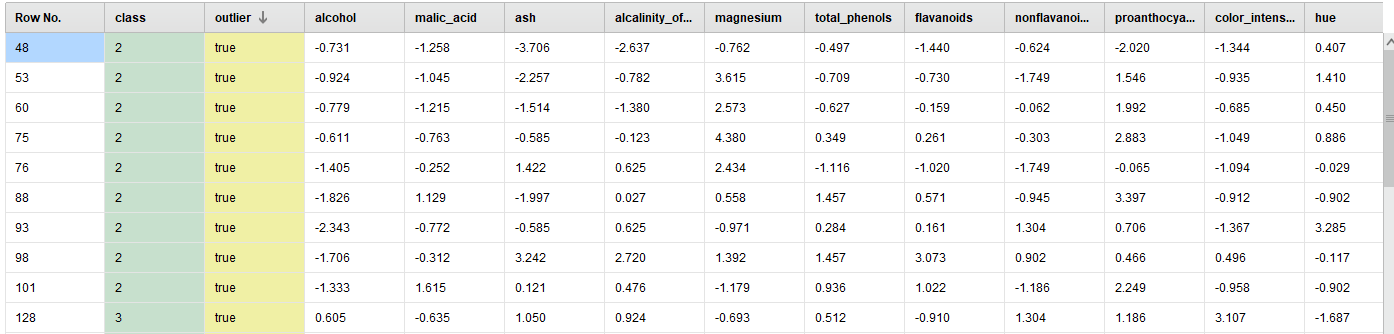 Row No. class outlier ↓ alcohol malic_acid ash alcalinity_of... magnesium total_phenols flavanoids nonflavanoi... proanthocya... color_intens... hue
48 2 true -0.731 -1.258 -3.706 -2.637 -0.762 -0.497 -1.440 -0.624 -2.020 -1.344 0.407
53 2 true -0.924 -1.045 -2.257 -0.782 3.615 -0.709 -0.730 -1.749 1.546 -0.935 1.410
60 2 true -0.779 -1.215 -1.514 -1.380 2.573 -0.627 -0.159 -0.062 1.992 -0.685 0.450
75 2 true -0.611 -0.763 -0.585 -0.123 4.380 0.349 0.261 -0.303 2.883 -1.049 0.886
76 2 true -1.405 -0.252 1.422 0.625 2.434 -1.116 -1.020 -1.749 -0.065 -1.094 -0.029
88 2 true -1.826 1.129 -1.997 0.027 0.558 1.457 0.571 -0.945 3.397 -0.912 -0.902
93 2 true -2.343 -0.772 -0.585 0.625 -0.971 0.284 0.161 1.304 0.706 -1.367 3.285
98 2 true -1.706 -0.312 3.242 2.720 1.392 1.457 3.073 0.902 0.466 0.496 -0.117
101 2 true -1.333 1.615 0.121 0.476 -1.179 0.936 1.022 -1.186 2.249 -0.958 -0.902
128 3 true 0.605 -0.635 1.050 0.924 -0.693 0.512 -0.910 1.304 1.186 3.107 -1.687